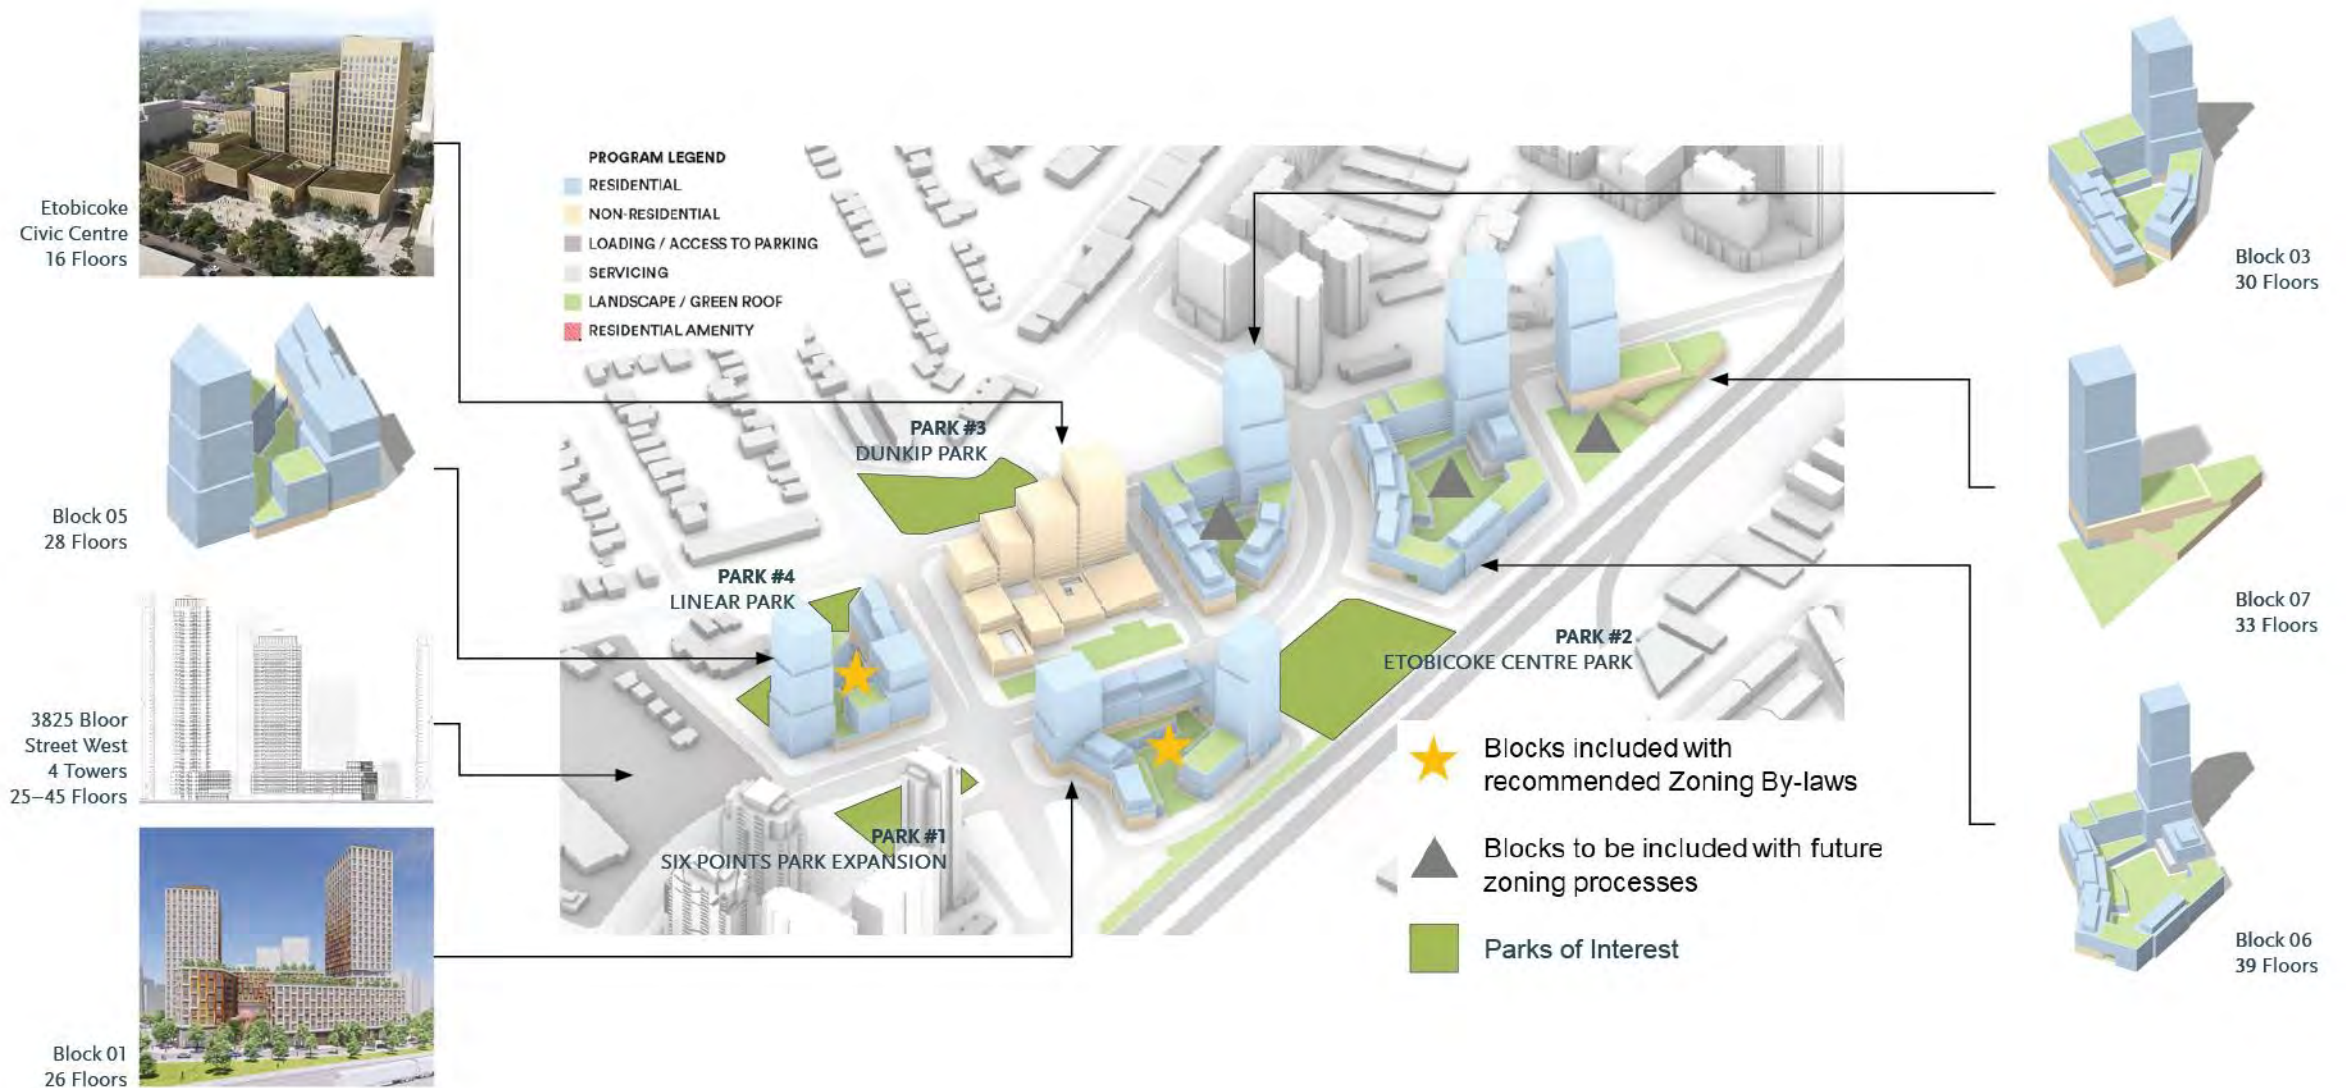 Etobicoke
Civic Centre
16 Floors
Block 05
28 Floors
3825 Bloor
Street West
4 Towers
25–45 Floors
Block 01
26 Floors
PROGRAM LEGEND
RESIDENTIAL
NON-RESIDENTIAL
LOADING / ACCESS TO PARKING
SERVICING
LANDSCAPE / GREEN ROOF
RESIDENTIAL AMENITY
PARK #3
DUNKIP PARK
PARK #4
LINEAR PARK
PARK #2
ETOBICOKE CENTRE PARK
PARK #1
SIX POINTS PARK EXPANSION
Blocks included with
recommended Zoning By-laws
Blocks to be included with future
zoning processes
Parks of Interest
Block 03
30 Floors
Block 07
33 Floors
Block 06
39 Floors